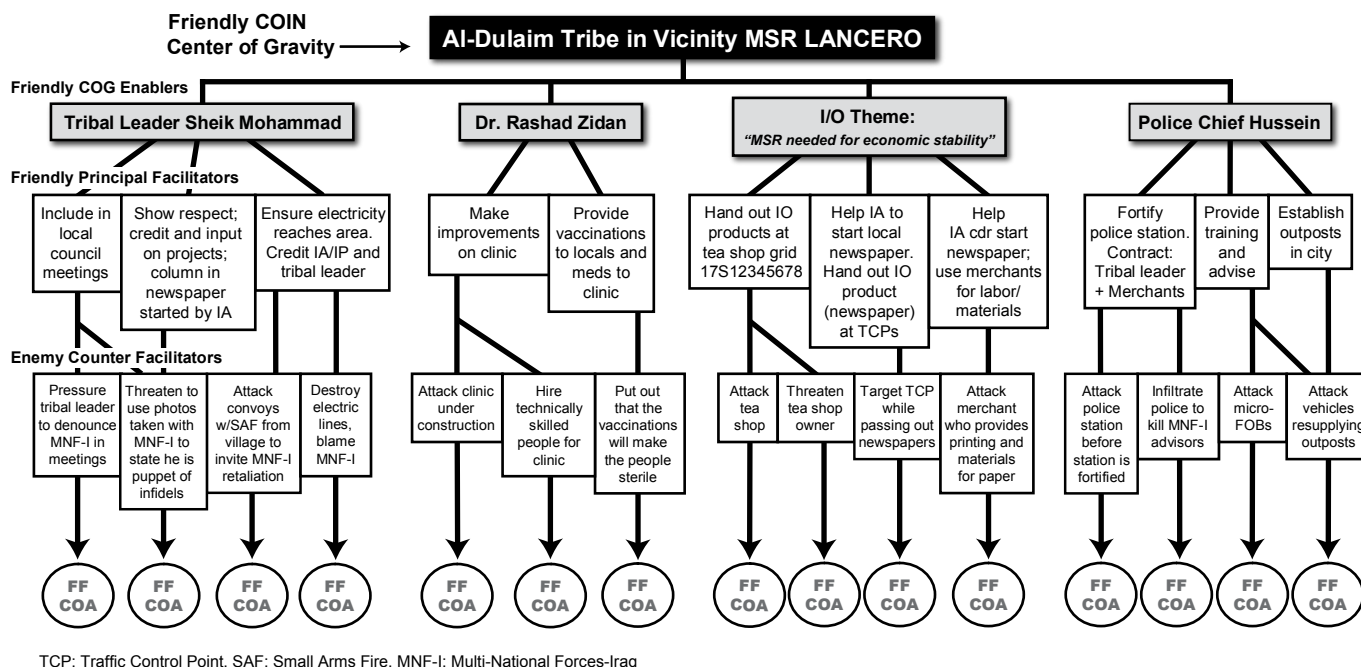 Friendly COIN
Center of Gravity
Al-Dulaim Tribe in Vicinity MSR LANCERO
Friendly COG Enablers
Tribal Leader Sheik Mohammad
Dr. Rashad Zidan
I/O Theme:
“MSR needed for economic stability”
Police Chief Hussein
Friendly Principal Facilitators
Include in
local
council
meetings
Show respect;
credit and input
on projects;
column in
newspaper
started by IA
Ensure electricity
reaches area.
Credit IA/IP and
tribal leader
Make
improvements
on clinic
Provide
vaccinations
to locals and
meds to
clinic
Hand out IO
products at
tea shop grid
17S12345678
Help IA to
start local
newspaper.
Hand out IO
product
(newspaper)
at TCPs
Help
IA cdr start
newspaper;
use merchants
for labor/
materials
Fortify
police station.
Contract:
Tribal leader
+ Merchants
Provide
training
and
advise
Establish
outposts
in city
Enemy Counter Facilitators
Pressure
tribal leader
to denounce
MNF-I in
meetings
Threaten to
use photos
taken with
MNF-I to
state he is
puppet of
infidels
Attack
convoys
w/SAF from
village to
invite MNF-I
retaliation
Destroy
electric
lines,
blame
MNF-I
Attack clinic
under
construction
Hire
technically
skilled
people for
clinic
Put out
that the
vaccinations
will make
the people
sterile
Attack
tea
shop
Threaten
tea shop
owner
Target TCP
while
passing out
newspapers
Attack
merchant
who provides
printing and
materials
for paper
Attack
police
station
before
station is
fortified
Infiltrate
police to
kill MNF-I
advisors
Attack
micro-
FOBs
Attack
vehicles
resupplying
outposts
FF
COA
FF
COA
FF
COA
FF
COA
FF
COA
FF
COA
FF
COA
FF
COA
FF
COA
FF
COA
FF
COA
FF
COA
FF
COA
FF
COA
FF
COA
TCP: Traffic Control Point, SAF: Small Arms Fire, MNF-I: Multi-National Forces-Iraq